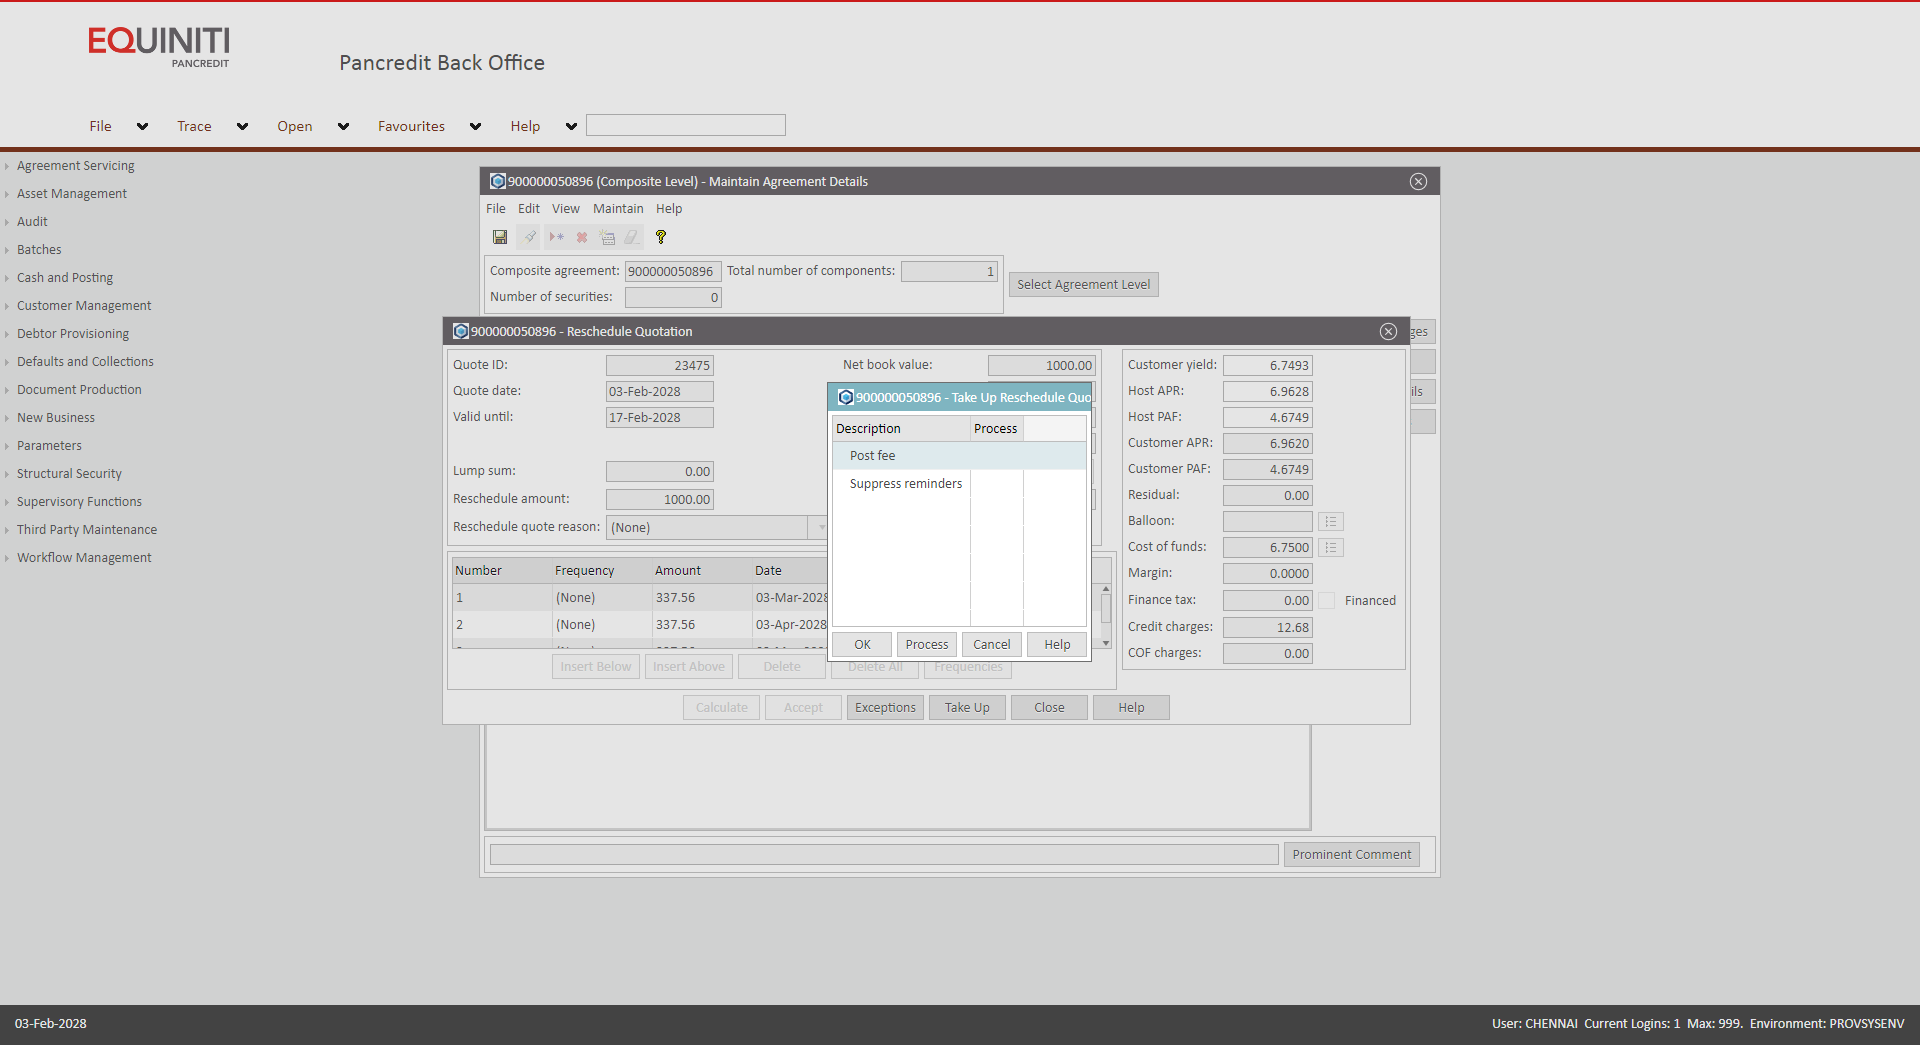 EQUINITI
PANCREDIT
Pancredit Back Office
File Trace Open Favourites Help
Agreement Servicing
Asset Management
Audit
Batches
Cash and Posting
Customer Management
Debtor Provisioning
Defaults and Collections
Document Production
New Business
Parameters
Structural Security
Supervisory Functions
Third Party Maintenance
Workflow Management
900000050896 (Composite Level) - Maintain Agreement Details
File Edit View Maintain Help
Composite agreement: 900000050896 Total number of components: 1
Number of securities: 0
Select Agreement Level
900000050896 - Reschedule Quotation
Quote ID: 23475 Net book value: 1000.00
Quote date: 03-Feb-2028
Valid until: 17-Feb-2028
Lump sum: 0.00
Reschedule amount: 1000.00
Reschedule quote reason: (None)
Customer yield: 6.7493
Host APR: 6.9628
Host PAF: 4.6749
Customer APR: 6.9620
Customer PAF: 4.6749
Residual: 0.00
Balloon:
Cost of funds: 6.7500
Margin: 0.0000
Finance tax: 0.00 Financed
Credit charges: 12.68
COF charges: 0.00
Number Frequency Amount Date
1 (None) 337.56 03-Mar-2028
2 (None) 337.56 03-Apr-2028
Insert Below Insert Above Delete Delete All Frequencies
Calculate Accept Exceptions Take Up Close Help
900000050896 - Take Up Reschedule Quo
Description Process
Post fee
Suppress reminders
OK Process Cancel Help
Prominent Comment
03-Feb-2028
User: CHENNAI Current Logins: 1 Max: 999. Environment: PROVSYSENV